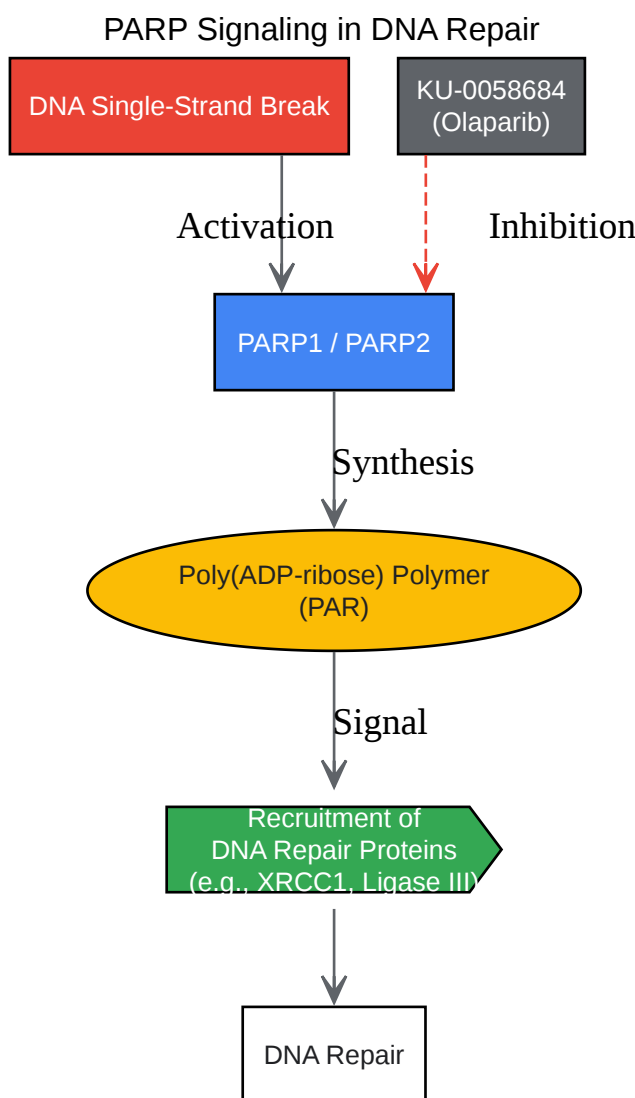 PARP Signaling in DNA Repair
DNA Single-Strand Break
KU-0058684
(Olaparib)
Activation
Inhibition
PARP1 / PARP2
Synthesis
Poly(ADP-ribose) Polymer
(PAR)
Signal
Recruitment of
DNA Repair Proteins
(e.g., XRCC1, Ligase III)
DNA Repair